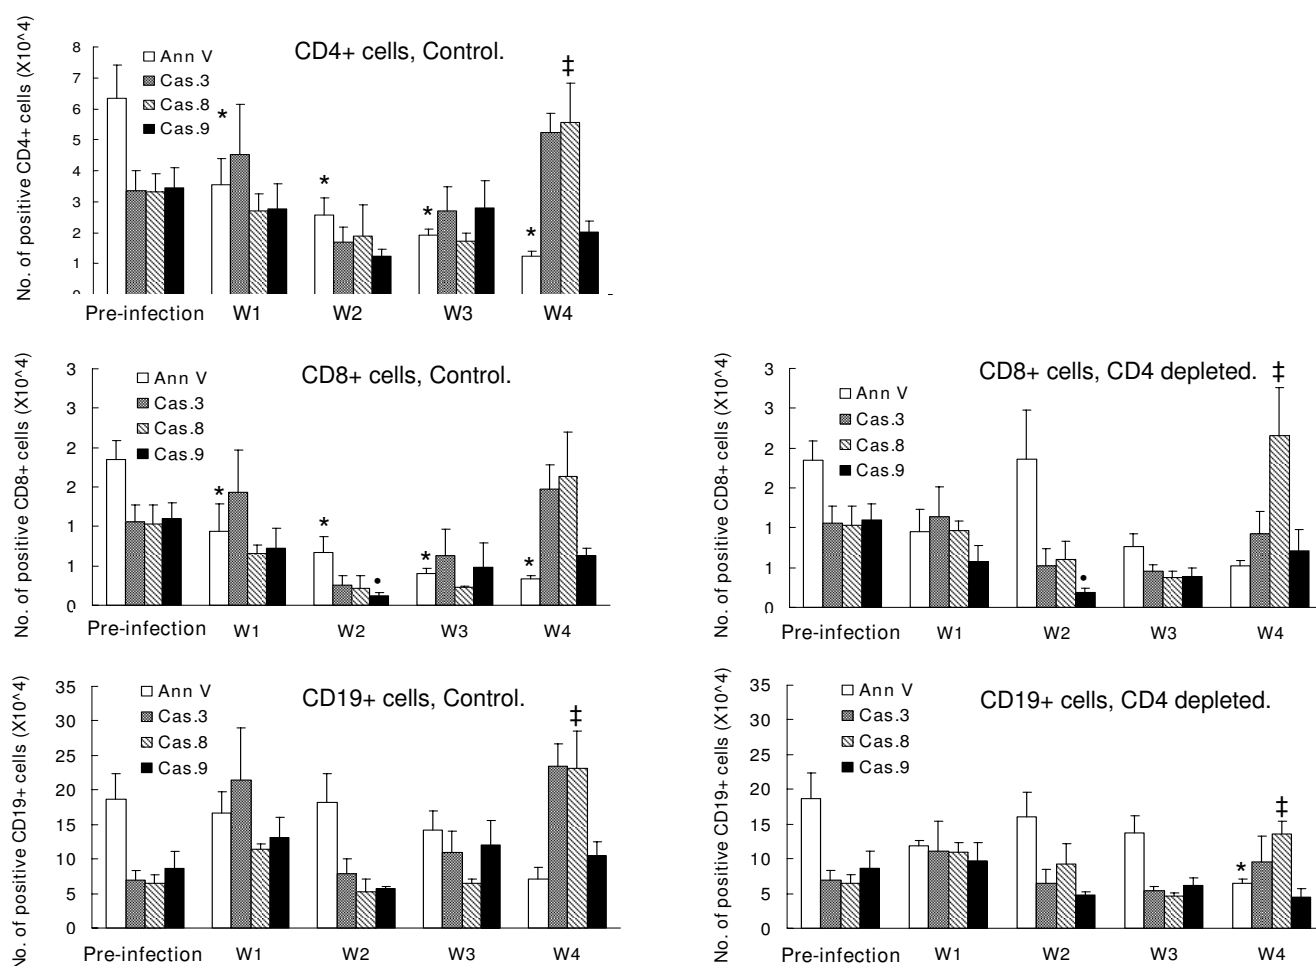 No. of positive CD4+ cells (X10^4)
CD4+ cells, Control.
Ann V
Cas.3
Cas.8
Cas.9
8
7
6
5
4
3
2
1
0
*
*
*
*
‡
Pre-infection W1 W2 W3 W4
No. of positive CD8+ cells (X10^4)
CD8+ cells, Control.
Ann V
Cas.3
Cas.8
Cas.9
3
3
2
2
1
1
0
*
*
•
*
*
Pre-infection W1 W2 W3 W4
No. of positive CD8+ cells (X10^4)
CD8+ cells, CD4 depleted.
Ann V
Cas.3
Cas.8
Cas.9
3
3
2
2
1
1
0
•
‡
Pre-infection W1 W2 W3 W4
No. of positive CD19+ cells (X10^4)
CD19+ cells, Control.
Ann V
Cas.3
Cas.8
Cas.9
35
30
25
20
15
10
5
0
‡
Pre-infection W1 W2 W3 W4
No. of positive CD19+ cells (X10^4)
CD19+ cells, CD4 depleted.
Ann V
Cas.3
Cas.8
Cas.9
35
30
25
20
15
10
5
0
*
‡
Pre-infection W1 W2 W3 W4